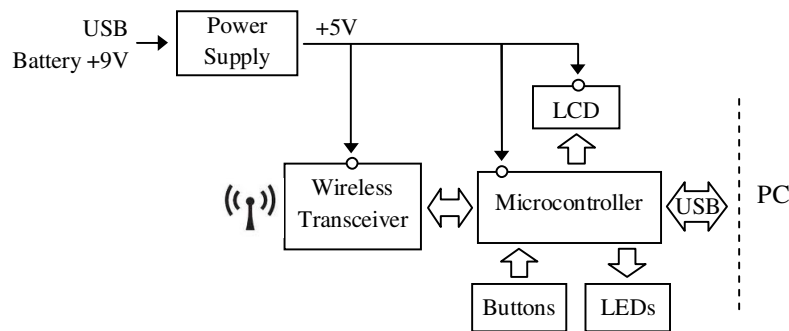 USB
Battery +9V
Power
Supply
+5V
LCD
Wireless
Transceiver
Microcontroller
USB
PC
Buttons
LEDs